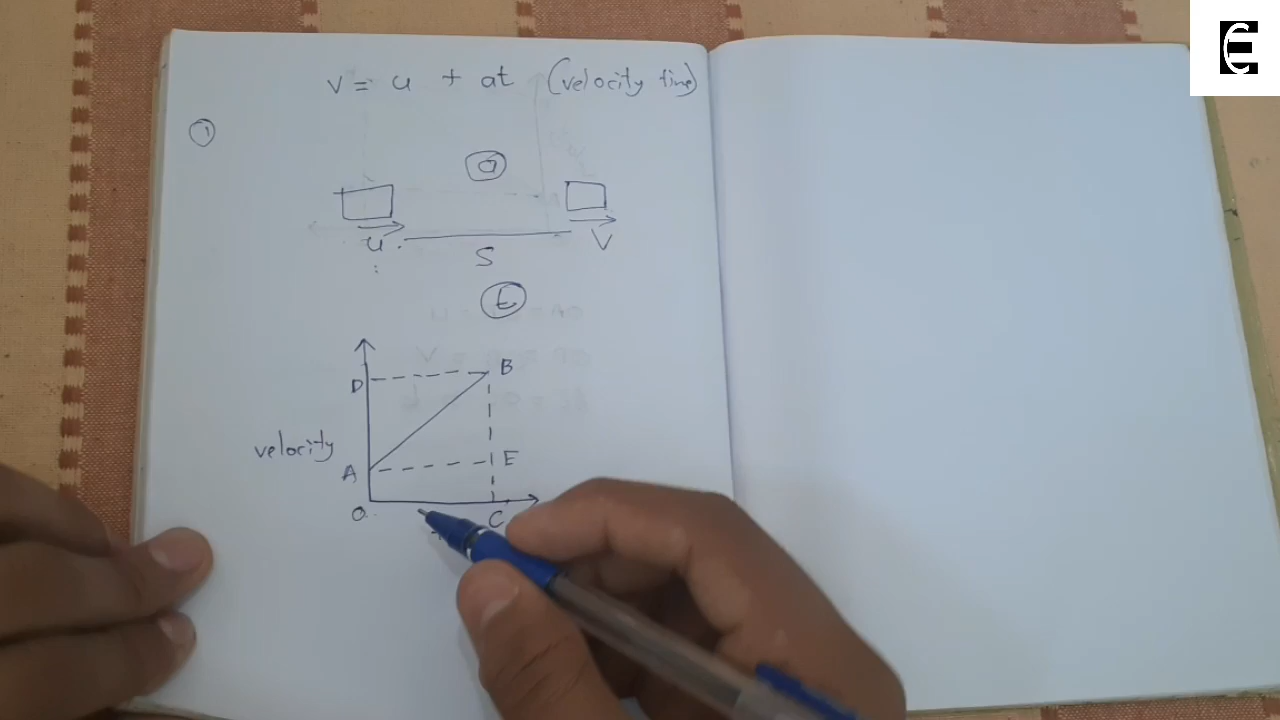 v = u + at (velocity time)
1
a
u
S
V
t
D
B
velocity
A
E
O
C
E